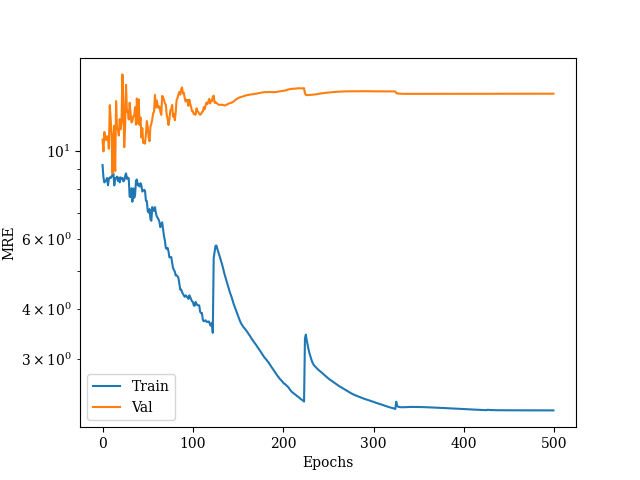 MRE
10¹
6 × 10⁰
4 × 10⁰
3 × 10⁰
Train
Val
0 100 200 300 400 500
Epochs